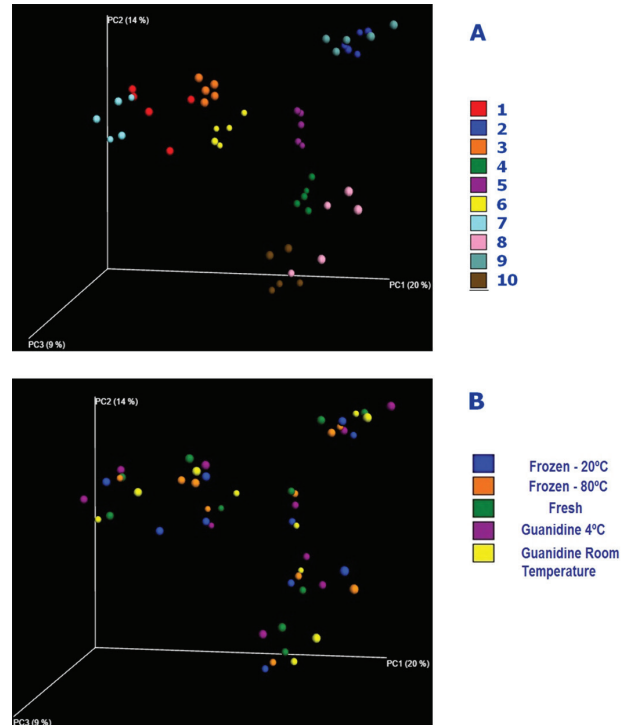 PC2 (14 %)
A
1
2
3
4
5
6
7
8
9
10
PC1 (20 %)
PC3 (9 %)
PC2 (14 %)
B
Frozen - 20ºC
Frozen - 80ºC
Fresh
Guanidine 4ºC
Guanidine Room
Temperature
PC1 (20 %)
PC3 (9 %)